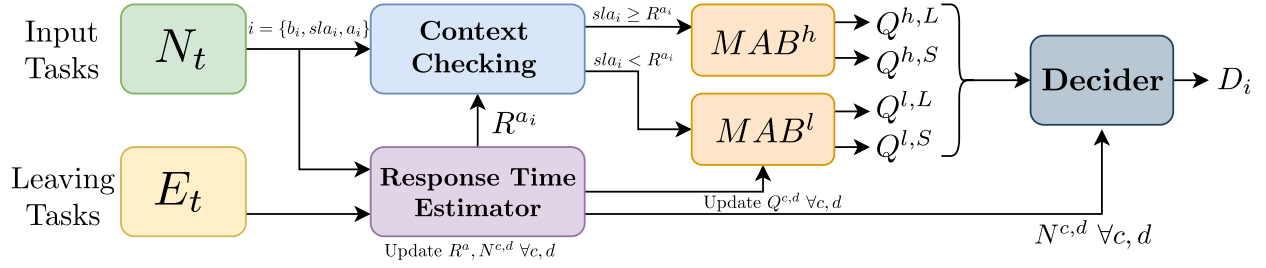 Input
Tasks
N_t
i = {b_i, sla_i, a_i}
Context
Checking
sla_i ≥ R^{a_i}
sla_i < R^{a_i}
MAB^h
MAB^l
Q^{h,L}
Q^{h,S}
Q^{l,L}
Q^{l,S}
Decider
D_i
R^{a_i}
Leaving
Tasks
E_t
Response Time
Estimator
Update R^a, N^{c,d} ∀c, d
Update Q^{c,d} ∀c, d
N^{c,d} ∀c, d